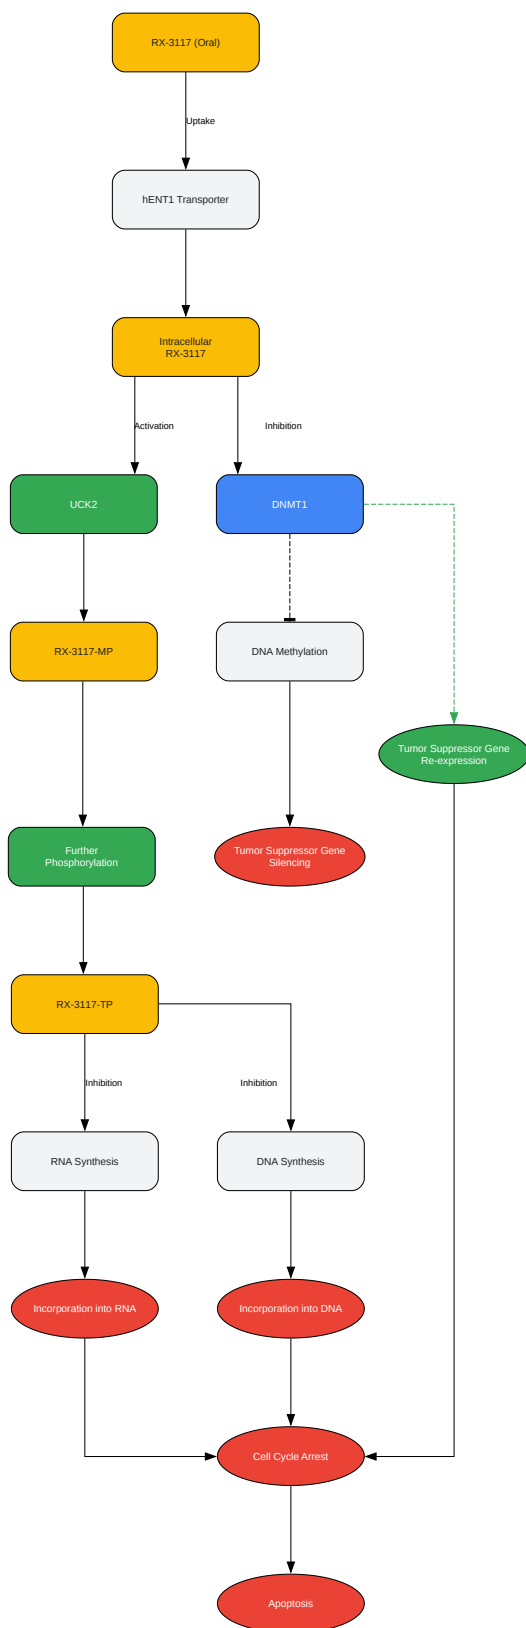 RX-3117 (Oral)
Uptake
hENT1 Transporter
Intracellular
RX-3117
Activation
Inhibition
UCK2
DNMT1
RX-3117-MP
DNA Methylation
Tumor Suppressor Gene
Re-expression
Further
Phosphorylation
Tumor Suppressor Gene
Silencing
RX-3117-TP
Inhibition
Inhibition
RNA Synthesis
DNA Synthesis
Incorporation into RNA
Incorporation into DNA
Cell Cycle Arrest
Apoptosis